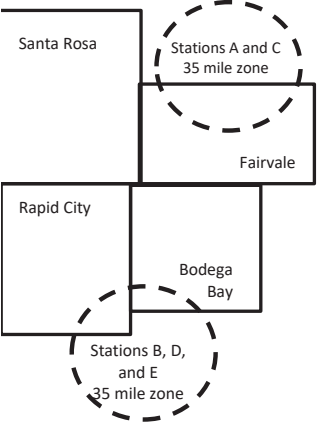 Santa Rosa
Stations A and C
35 mile zone
Fairvale
Rapid City
Bodega
Bay
Stations B, D,
and E
35 mile zone